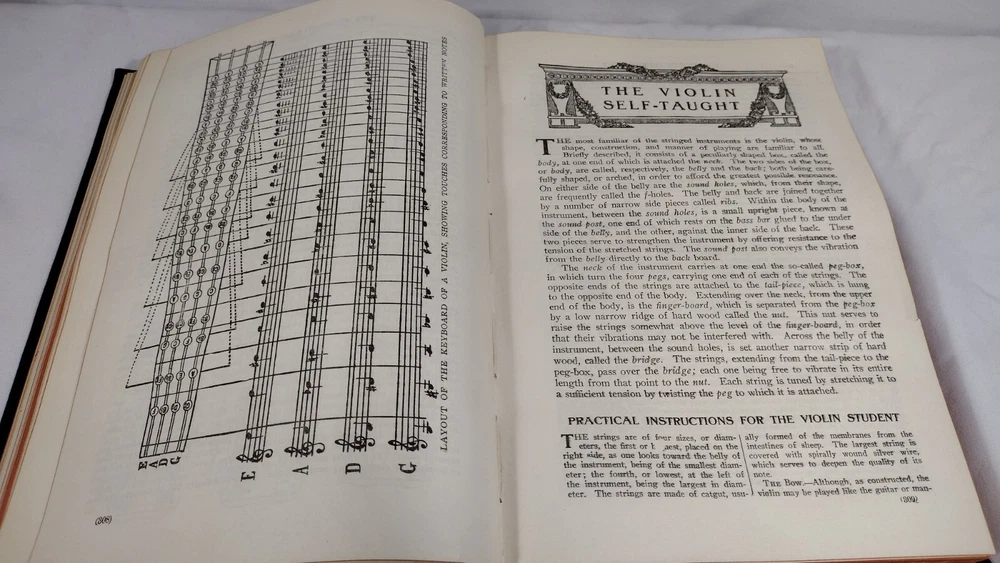 E
A
D
G
E
A
D
G
LAYOUT OF THE KEYBOARD OF A VIOLIN, SHOWING TOUCHES CORRESPONDING TO WRITTEN NOTES
(208)
THE VIOLIN
SELF-TAUGHT
THE most familiar of the stringed instruments is the violin, whose
shape, construction, and manner of playing are familiar to all.
Briefly described, it consists of a peculiarly shaped box, called the
body, at one end of which is attached the neck. The two sides of the box,
or body, are called, respectively, the belly and the back; both being care-
fully shaped, or arched, in order to afford the greatest possible resonance.
On either side of the belly are the sound holes, which, from their shape,
are frequently called the f-holes. The belly and back are joined together
by a number of narrow side pieces called ribs. Within the body of the
instrument, between the sound holes, is a small upright piece, known as
the sound post, one end of which rests on the bass bar glued to the under
side of the belly, and the other, against the inner side of the back. These
two pieces serve to strengthen the instrument by offering resistance to the
tension of the stretched strings. The sound post also conveys the vibration
from the belly directly to the back board.
The neck of the instrument carries at one end the so-called peg-box,
in which turn the four pegs, carrying one end of each of the strings. The
opposite ends of the strings are attached to the tail-piece, which is hung
to the opposite end of the body. Extending over the neck, from the upper
end of the body, is the finger-board, which is separated from the peg-box
by a low narrow ridge of hard wood called the nut. This nut serves to
raise the strings somewhat above the level of the finger-board, in order
that their vibrations may not be interfered with. Across the belly of the
instrument, between the sound holes, is set another narrow strip of hard
wood, called the bridge. The strings, extending from the tail-piece to the
peg-box, pass over the bridge; each one being free to vibrate in its entire
length from that point to the nut. Each string is tuned by stretching it to
a sufficient tension by twisting the peg to which it is attached.
PRACTICAL INSTRUCTIONS FOR THE VIOLIN STUDENT
THE strings are of four sizes, or diam-
eters, the first or h   est, placed on the
right side, as one looks toward the belly of
the instrument, being of the smallest diam-
eter; the fourth, or lowest, at the left of
the instrument, being the largest in diam-
eter. The strings are made of catgut, usu-
ally formed of the membranes from the
intestines of sheep. The largest string is
covered with spirally wound silver wire,
which serves to deepen the quality of its
note.
THE BOW.—Although, as constructed, the
violin may be played like the guitar or man-
(209)